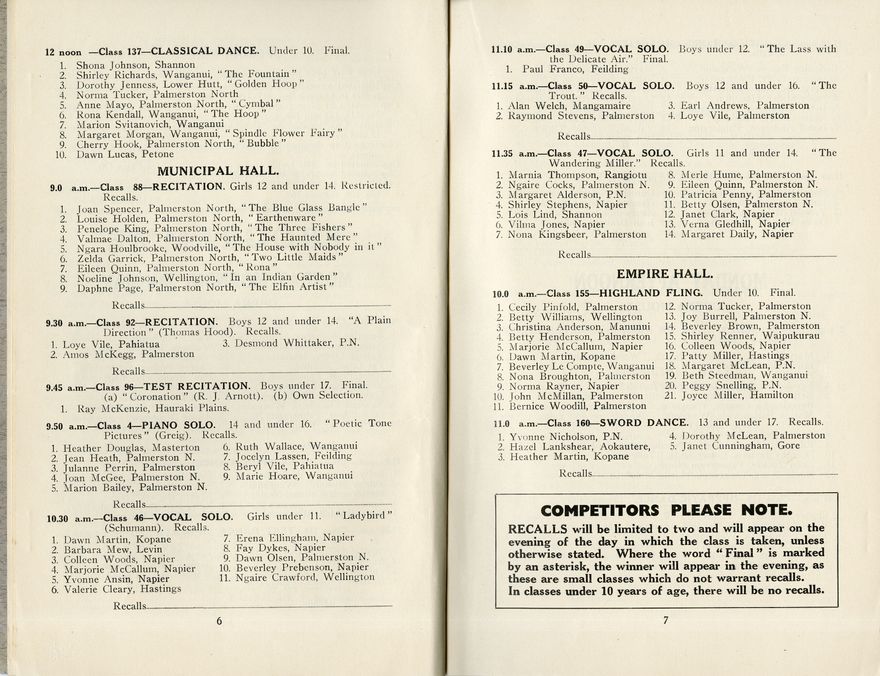 12 noon —Class 137—CLASSICAL DANCE. Under 10. Final.
1. Shona Johnson, Shannon
2. Shirley Richards, Wanganui, "The Fountain"
3. Dorothy Jenness, Lower Hutt, "Golden Hoop"
4. Norma Tucker, Palmerston North
5. Anne Mayo, Palmerston North, "Cymbal"
6. Rona Kendall, Wanganui, "The Hoop"
7. Marion Svitanovich, Wanganui
8. Margaret Morgan, Wanganui, "Spindle Flower Fairy"
9. Cherry Hook, Palmerston North, "Bubble"
10. Dawn Lucas, Petone
MUNICIPAL HALL.
9.0 a.m.—Class 88—RECITATION. Girls 12 and under 14. Restricted.
Recalls.
1. Joan Spencer, Palmerston North, "The Blue Glass Bangle"
2. Louise Holden, Palmerston North, "Earthenware"
3. Penelope King, Palmerston North, "The Three Fishers"
4. Valmae Dalton, Palmerston North, "The Haunted Mere"
5. Ngara Houlbrooke, Woodville, "The House with Nobody in it"
6. Zelda Garrick, Palmerston North, "Two Little Maids"
7. Eileen Quinn, Palmerston North, "Rona"
8. Noeline Johnson, Wellington, "In an Indian Garden"
9. Daphne Page, Palmerston North, "The Elfin Artist"
Recalls
9.30 a.m.—Class 92—RECITATION. Boys 12 and under 14. "A Plain
Direction" (Thomas Hood). Recalls.
1. Loye Vile, Pahiatua 3. Desmond Whittaker, P.N.
2. Amos McKegg, Palmerston
Recalls
9.45 a.m.—Class 96—TEST RECITATION. Boys under 17. Final.
(a) "Coronation" (R. J. Arnott). (b) Own Selection.
1. Ray McKenzie, Hauraki Plains.
9.50 a.m.—Class 4—PIANO SOLO. 14 and under 16. "Poetic Tone
Pictures" (Greig). Recalls.
1. Heather Douglas, Masterton 6. Ruth Wallace, Wanganui
2. Jean Heath, Palmerston N. 7. Jocelyn Lassen, Feilding
3. Julanne Perrin, Palmerston 8. Beryl Vile, Pahiatua
4. Joan McGee, Palmerston N. 9. Marie Hoare, Wanganui
5. Marion Bailey, Palmerston N.
Recalls
10.30 a.m.—Class 46—VOCAL SOLO. Girls under 11. "Ladybird"
(Schumann). Recalls.
1. Dawn Martin, Kopane 7. Erena Ellingham, Napier
2. Barbara Mew, Levin 8. Fay Dykes, Napier
3. Colleen Woods, Napier 9. Dawn Olsen, Palmerston N.
4. Marjorie McCallum, Napier 10. Beverley Prebenson, Napier
5. Yvonne Ansin, Napier 11. Ngaire Crawford, Wellington
6. Valerie Cleary, Hastings
Recalls
6
11.10 a.m.—Class 49—VOCAL SOLO. Boys under 12. "The Lass with
the Delicate Air." Final.
1. Paul Franco, Feilding
11.15 a.m.—Class 50—VOCAL SOLO. Boys 12 and under 16. "The
Trout." Recalls.
1. Alan Welch, Mangamaire 3. Earl Andrews, Palmerston
2. Raymond Stevens, Palmerston 4. Loye Vile, Palmerston
Recalls
11.35 a.m.—Class 47—VOCAL SOLO. Girls 11 and under 14. "The
Wandering Miller." Recalls.
1. Marnia Thompson, Rangiotu 8. Merle Hume, Palmerston N.
2. Ngaire Cocks, Palmerston N. 9. Eileen Quinn, Palmerston N.
3. Margaret Alderson, P.N. 10. Patricia Penny, Palmerston
4. Shirley Stephens, Napier 11. Betty Olsen, Palmerston N.
5. Lois Lind, Shannon 12. Janet Clark, Napier
6. Vilma Jones, Napier 13. Verna Gledhill, Napier
7. Nona Kingsbeer, Palmerston 14. Margaret Daily, Napier
Recalls
EMPIRE HALL.
10.0 a.m.—Class 155—HIGHLAND FLING. Under 10. Final.
1. Cecily Pinfold, Palmerston 12. Norma Tucker, Palmerston
2. Betty Williams, Wellington 13. Joy Burrell, Palmerston N.
3. Christina Anderson, Manunui 14. Beverley Brown, Palmerston
4. Betty Henderson, Palmerston 15. Shirley Renner, Waipukurau
5. Marjorie McCallum, Napier 16. Colleen Woods, Napier
6. Dawn Martin, Kopane 17. Patty Miller, Hastings
7. Beverley Le Compte, Wanganui 18. Margaret McLean, P.N.
8. Nona Broughton, Palmerston 19. Beth Steedman, Wanganui
9. Norma Rayner, Napier 20. Peggy Snelling, P.N.
10. John McMillan, Palmerston 21. Joyce Miller, Hamilton
11. Bernice Woodill, Palmerston
11.0 a.m.—Class 160—SWORD DANCE. 13 and under 17. Recalls.
1. Yvonne Nicholson, P.N. 4. Dorothy McLean, Palmerston
2. Hazel Lankshear, Aokautere, 5. Janet Cunningham, Gore
3. Heather Martin, Kopane
Recalls
COMPETITORS PLEASE NOTE.
RECALLS will be limited to two and will appear on the
evening of the day in which the class is taken, unless
otherwise stated. Where the word "Final" is marked
by an asterisk, the winner will appear in the evening, as
these are small classes which do not warrant recalls.
In classes under 10 years of age, there will be no recalls.
7